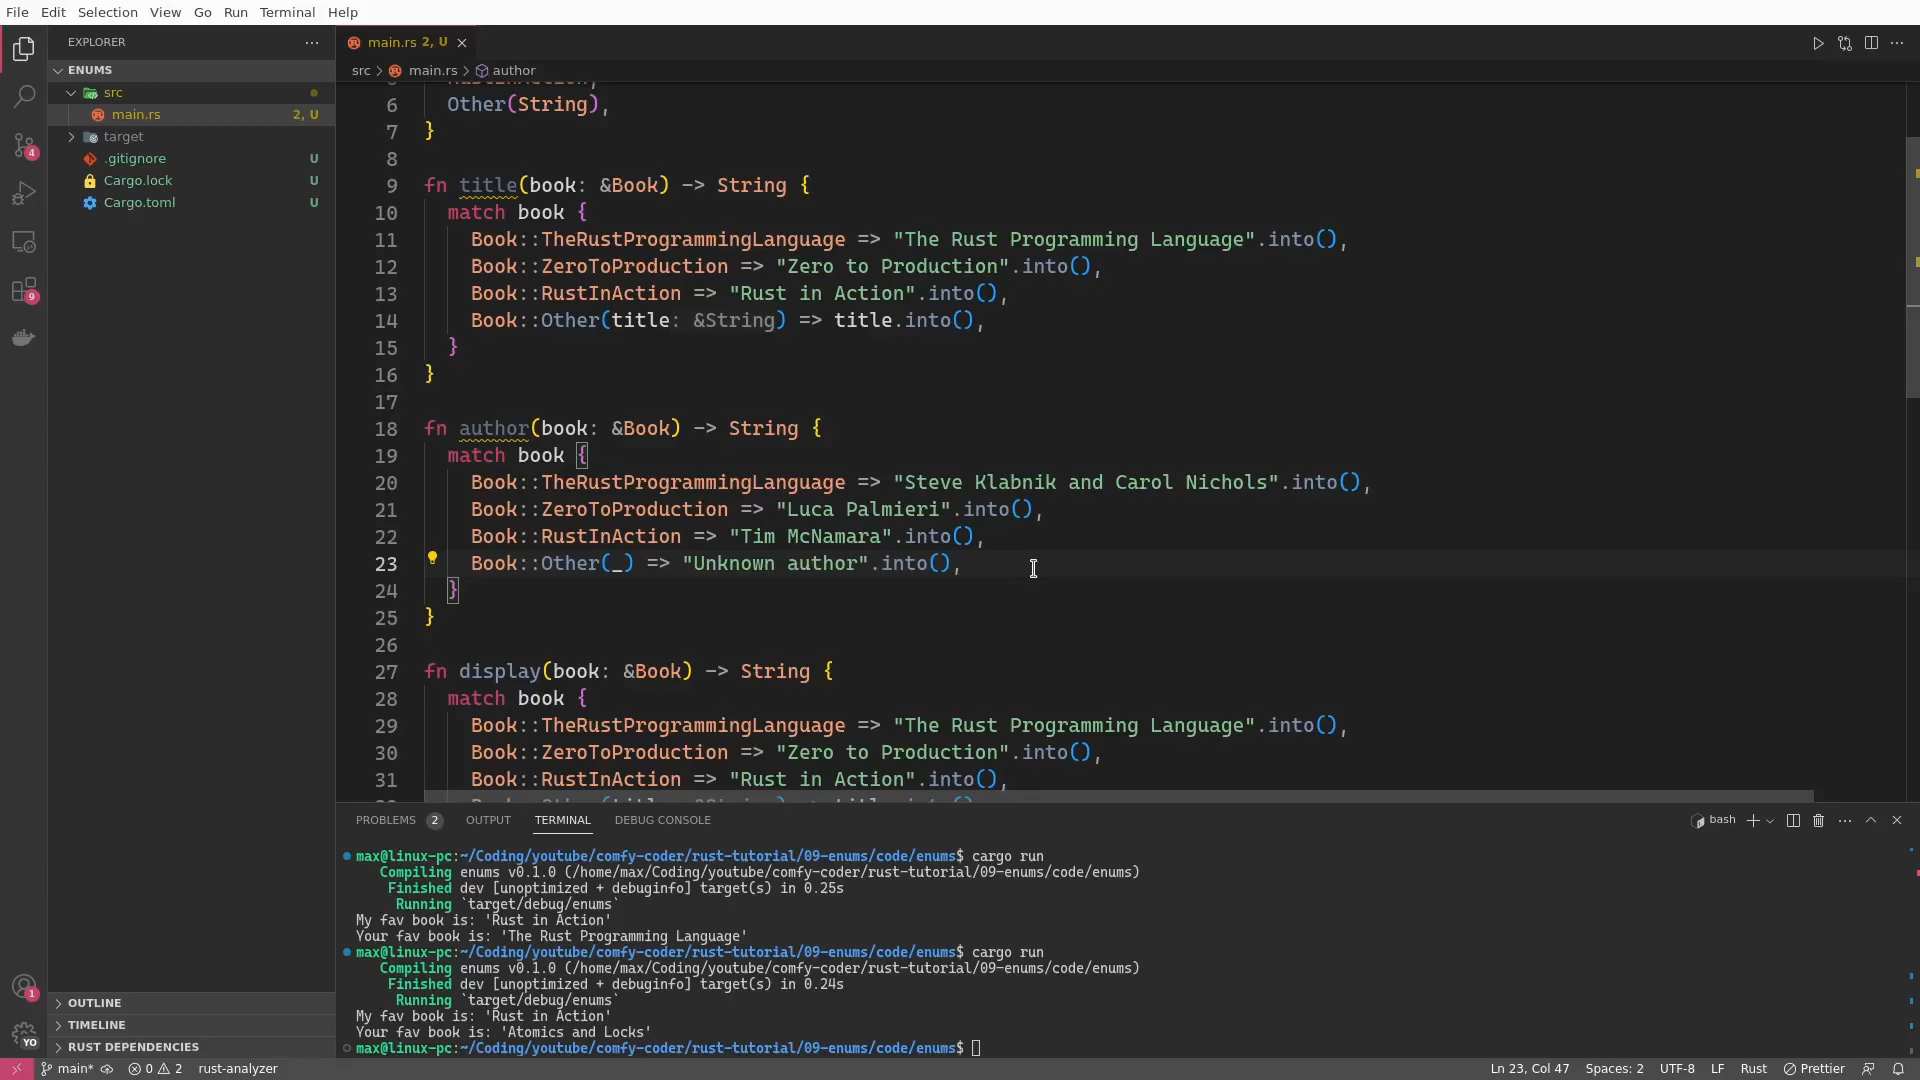 File Edit Selection View Go Run Terminal Help
EXPLORER
ENUMS
src
main.rs 2, U
target
.gitignore U
Cargo.lock U
Cargo.toml U
OUTLINE
TIMELINE
RUST DEPENDENCIES
4
9
1
YO
main.rs 2, U
src > main.rs > author
6 Other(String),
7 }
8
9 fn title(book: &Book) -> String {
10 match book {
11 Book::TheRustProgrammingLanguage => "The Rust Programming Language".into(),
12 Book::ZeroToProduction => "Zero to Production".into(),
13 Book::RustInAction => "Rust in Action".into(),
14 Book::Other(title: &String) => title.into(),
15 }
16 }
17
18 fn author(book: &Book) -> String {
19 match book {
20 Book::TheRustProgrammingLanguage => "Steve Klabnik and Carol Nichols".into(),
21 Book::ZeroToProduction => "Luca Palmieri".into(),
22 Book::RustInAction => "Tim McNamara".into(),
23 Book::Other(_) => "Unknown author".into(),
24 }
25 }
26
27 fn display(book: &Book) -> String {
28 match book {
29 Book::TheRustProgrammingLanguage => "The Rust Programming Language".into(),
30 Book::ZeroToProduction => "Zero to Production".into(),
31 Book::RustInAction => "Rust in Action".into(),
PROBLEMS 2 OUTPUT TERMINAL DEBUG CONSOLE
bash
max@linux-pc:~/Coding/youtube/comfy-coder/rust-tutorial/09-enums/code/enums$ cargo run
Compiling enums v0.1.0 (/home/max/Coding/youtube/comfy-coder/rust-tutorial/09-enums/code/enums)
Finished dev [unoptimized + debuginfo] target(s) in 0.25s
Running `target/debug/enums`
My fav book is: 'Rust in Action'
Your fav book is: 'The Rust Programming Language'
max@linux-pc:~/Coding/youtube/comfy-coder/rust-tutorial/09-enums/code/enums$ cargo run
Compiling enums v0.1.0 (/home/max/Coding/youtube/comfy-coder/rust-tutorial/09-enums/code/enums)
Finished dev [unoptimized + debuginfo] target(s) in 0.24s
Running `target/debug/enums`
My fav book is: 'Rust in Action'
Your fav book is: 'Atomics and Locks'
max@linux-pc:~/Coding/youtube/comfy-coder/rust-tutorial/09-enums/code/enums$
main* 0 2 rust-analyzer Ln 23, Col 47 Spaces: 2 UTF-8 LF Rust Prettier